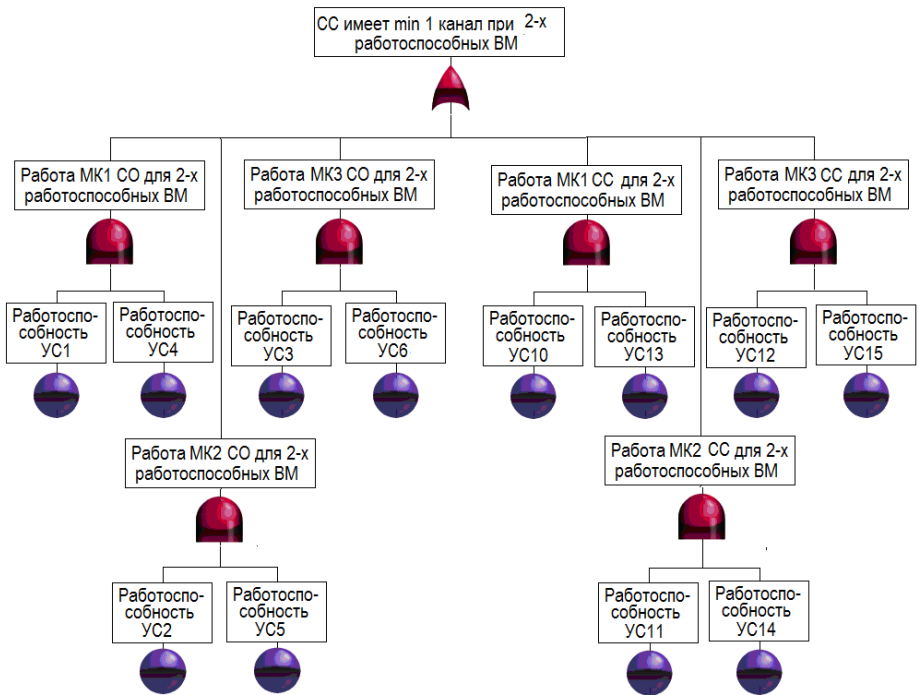 СС имеет min 1 канал при 2-х
работоспособных ВМ
Работа МК1 СО для 2-х
работоспособных ВМ
Работа МК3 СО для 2-х
работоспособных ВМ
Работа МК1 СС для 2-х
работоспособных ВМ
Работа МК3 СС для 2-х
работоспособных ВМ
Работоспо-
собность
УС1
Работоспо-
собность
УС4
Работоспо-
собность
УС3
Работоспо-
собность
УС6
Работоспо-
собность
УС10
Работоспо-
собность
УС13
Работоспо-
собность
УС12
Работоспо-
собность
УС15
Работа МК2 СО для 2-х
работоспособных ВМ
Работа МК2 СС для 2-х
работоспособных ВМ
Работоспо-
собность
УС2
Работоспо-
собность
УС5
Работоспо-
собность
УС11
Работоспо-
собность
УС14